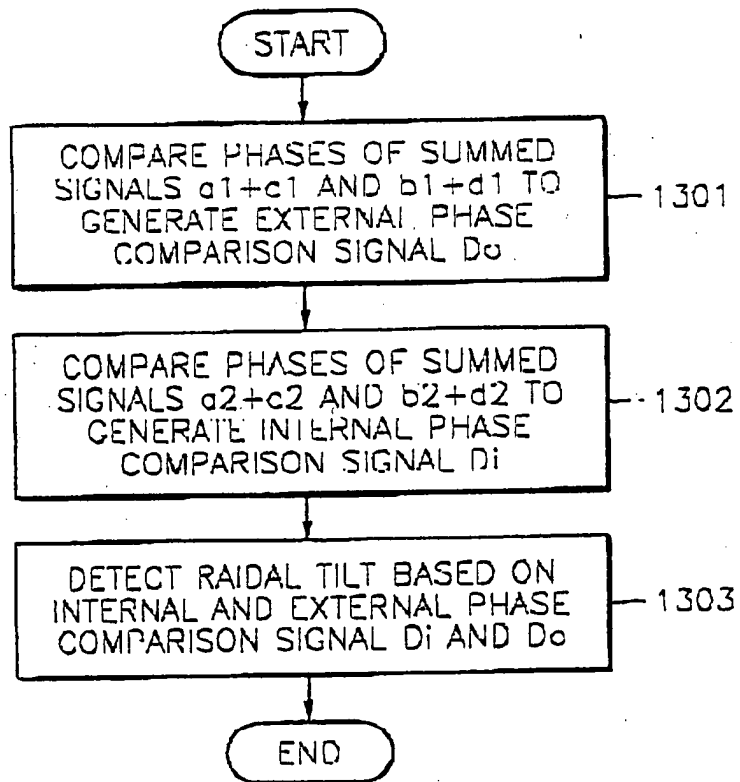 START
COMPARE PHASES OF SUMMED
SIGNALS a1+c1 AND b1+d1 TO
GENERATE EXTERNAL PHASE
COMPARISON SIGNAL Do
1301
COMPARE PHASES OF SUMMED
SIGNALS a2+c2 AND b2+d2 TO
GENERATE INTERNAL PHASE
COMPARISON SIGNAL Di
1302
DETECT RAIDAL TILT BASED ON
INTERNAL AND EXTERNAL PHASE
COMPARISON SIGNAL Di AND Do
1303
END